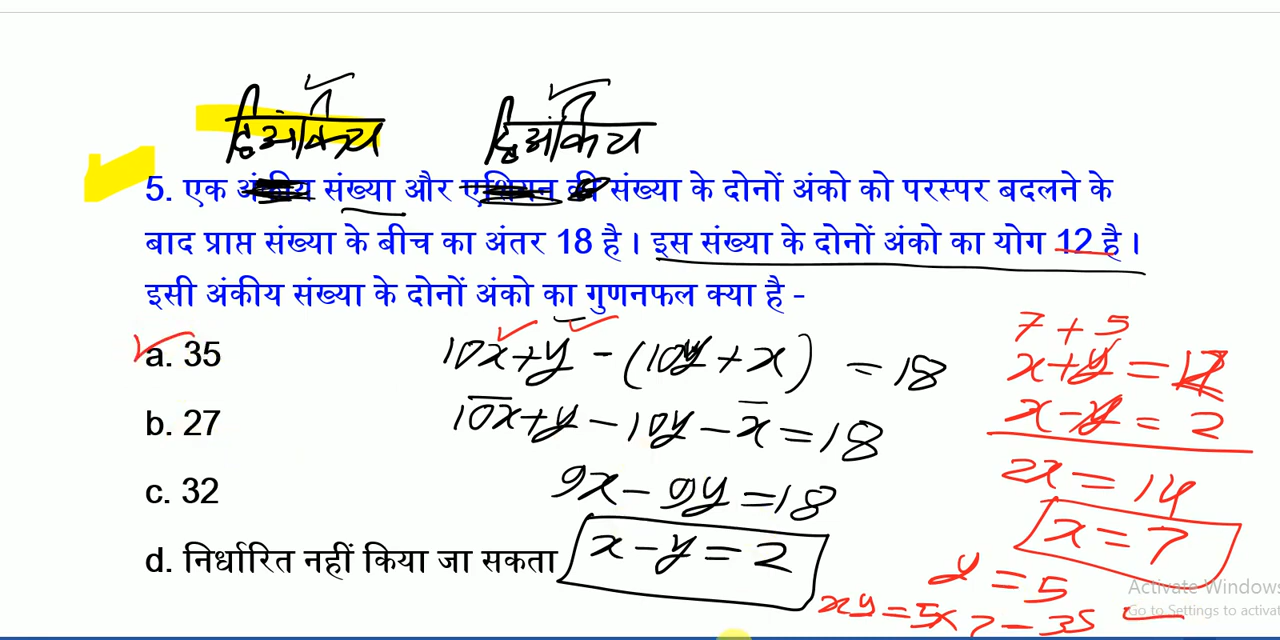 द्विअंकीय द्विअंकीय
5. एक संख्या और संख्या के दोनों अंको को परस्पर बदलने के
बाद प्राप्त संख्या के बीच का अंतर 18 है। इस संख्या के दोनों अंको का योग 12 है।
इसी अंकीय संख्या के दोनों अंको का गुणनफल क्या है -
a. 35
b. 27
c. 32
d. निर्धारित नहीं किया जा सकता
10x+y - (10y+x) = 18
10x+y-10y-x=18
9x-9y=18
x-y=2
7+5
x+y=12
x-y=2
2x=14
x=7
y=5
xy=5x7=35
Activate Windows
Go to Settings to activat